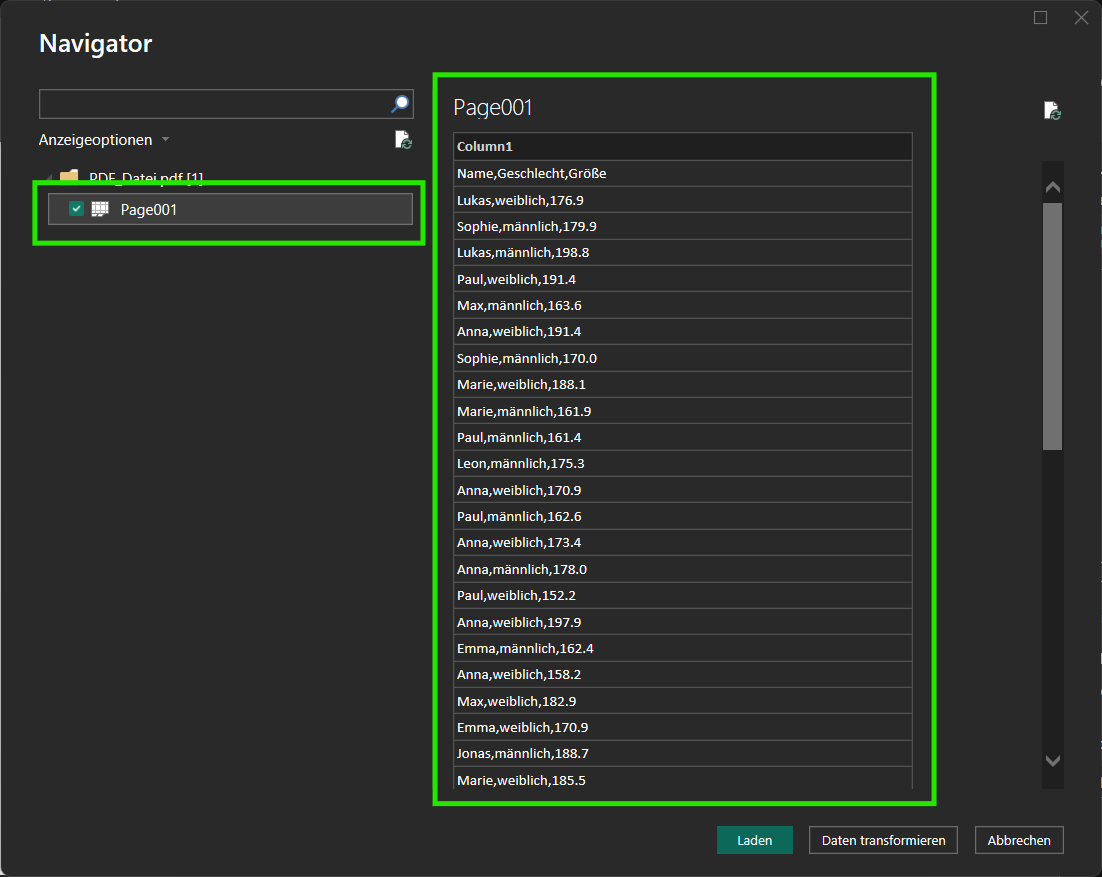 Navigator
Anzeigeoptionen
PDF_Datei.pdf [1]
Page001
Page001
Column1
Name,Geschlecht,Größe
Lukas,weiblich,176.9
Sophie,männlich,179.9
Lukas,männlich,198.8
Paul,weiblich,191.4
Max,männlich,163.6
Anna,weiblich,191.4
Sophie,männlich,170.0
Marie,weiblich,188.1
Marie,männlich,161.9
Paul,männlich,161.4
Leon,männlich,175.3
Anna,weiblich,170.9
Paul,männlich,162.6
Anna,weiblich,173.4
Anna,männlich,178.0
Paul,weiblich,152.2
Anna,weiblich,197.9
Emma,männlich,162.4
Anna,weiblich,158.2
Max,weiblich,182.9
Emma,weiblich,170.9
Jonas,männlich,188.7
Marie,weiblich,185.5
Laden
Daten transformieren
Abbrechen